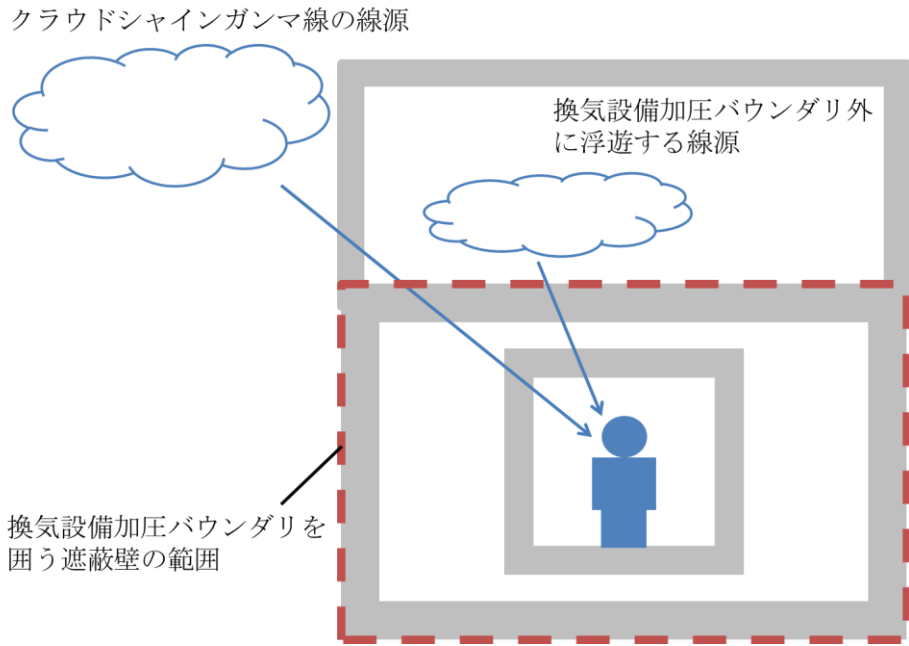 クラウドシャインガンマ線の線源
換気設備加圧バウンダリ外
に浮遊する線源
換気設備加圧バウンダリを
囲う遮蔽壁の範囲